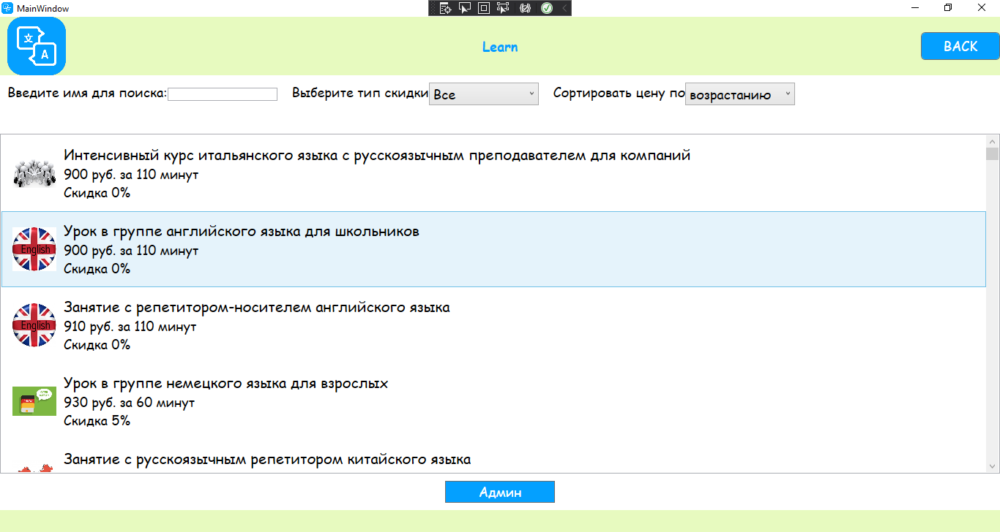 MainWindow
文
A
Learn
BACK
Введите имя для поиска:
Выберите тип скидки Все
Сортировать цену по возрастанию
Интенсивный курс итальянского языка с русскоязычным преподавателем для компаний
900 руб. за 110 минут
Скидка 0%
English
Урок в группе английского языка для школьников
900 руб. за 110 минут
Скидка 0%
English
Занятие с репетитором-носителем английского языка
910 руб. за 110 минут
Скидка 0%
Урок в группе немецкого языка для взрослых
930 руб. за 60 минут
Скидка 5%
Занятие с русскоязычным репетитором китайского языка
Админ